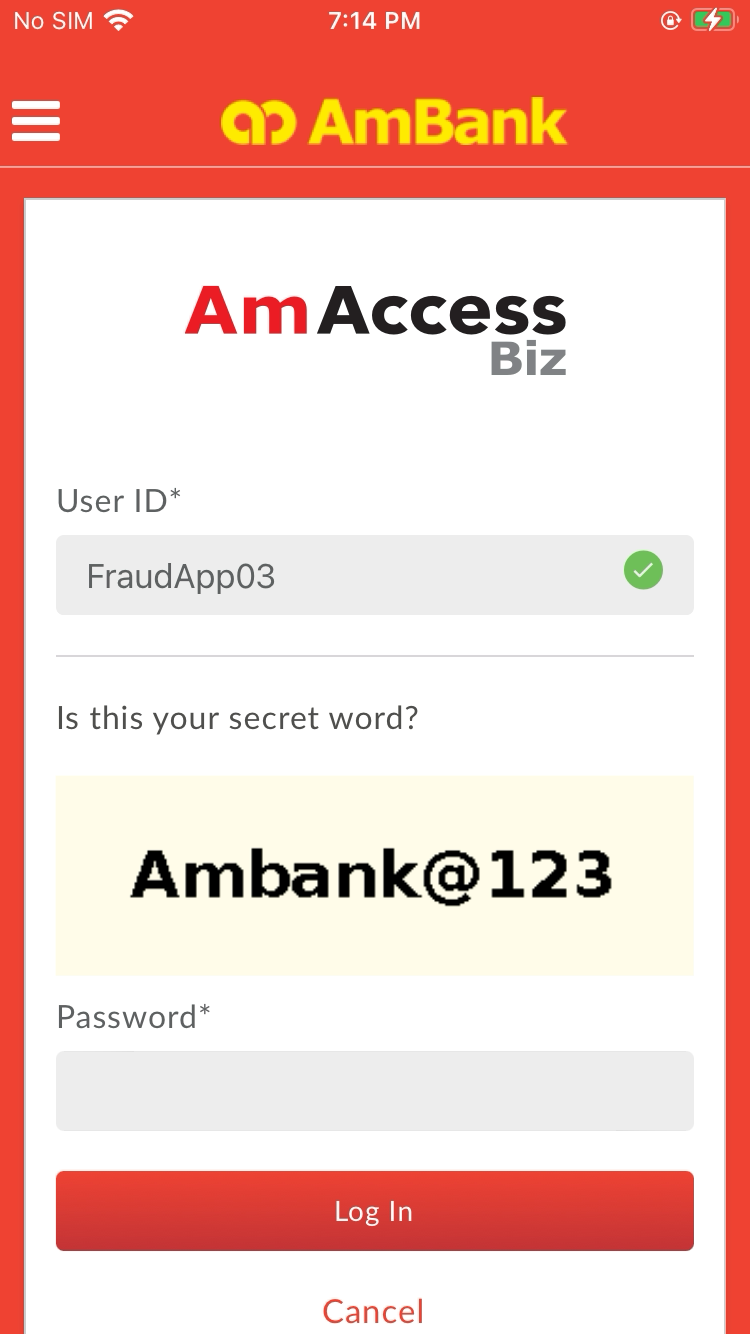 No SIM 7:14 PM
AmBank
AmAccess
Biz
User ID*
FraudApp03
Is this your secret word?
Ambank@123
Password*
Log In
Cancel